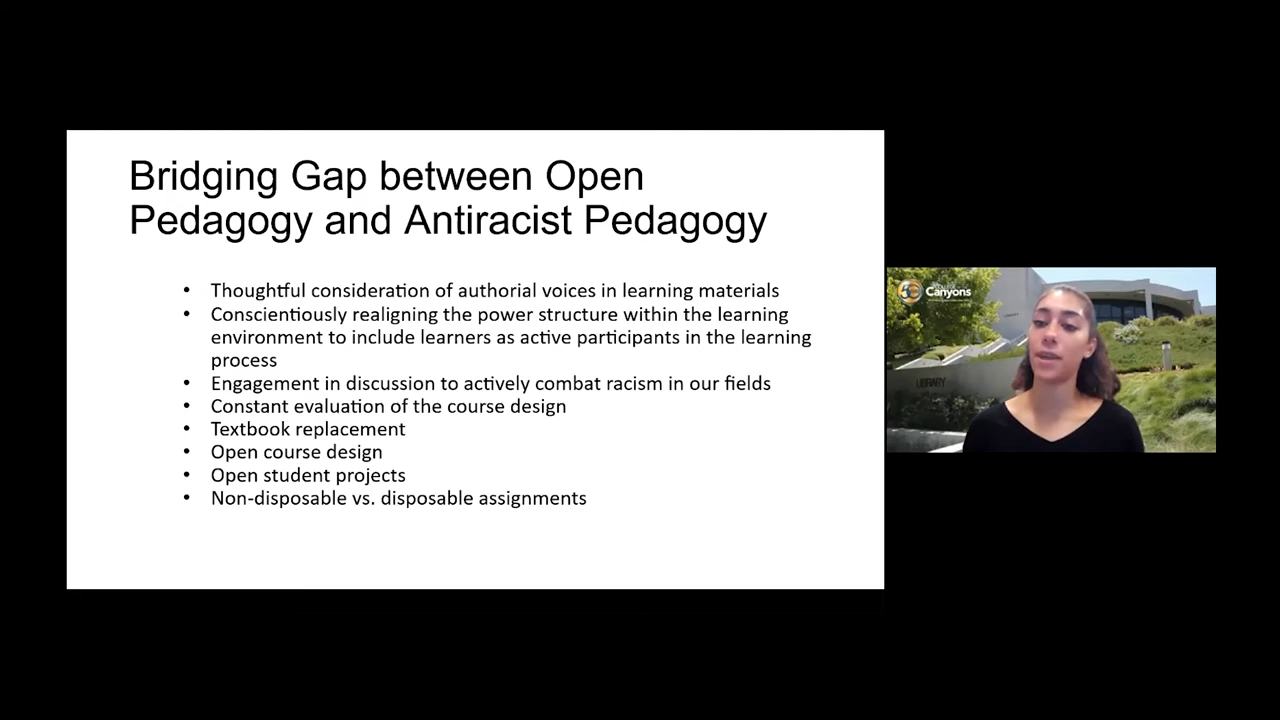 Bridging Gap between Open
Pedagogy and Antiracist Pedagogy
• Thoughtful consideration of authorial voices in learning materials
• Conscientiously realigning the power structure within the learning
environment to include learners as active participants in the learning
process
• Engagement in discussion to actively combat racism in our fields
• Constant evaluation of the course design
• Textbook replacement
• Open course design
• Open student projects
• Non-disposable vs. disposable assignments
Canyons
LIBRARY